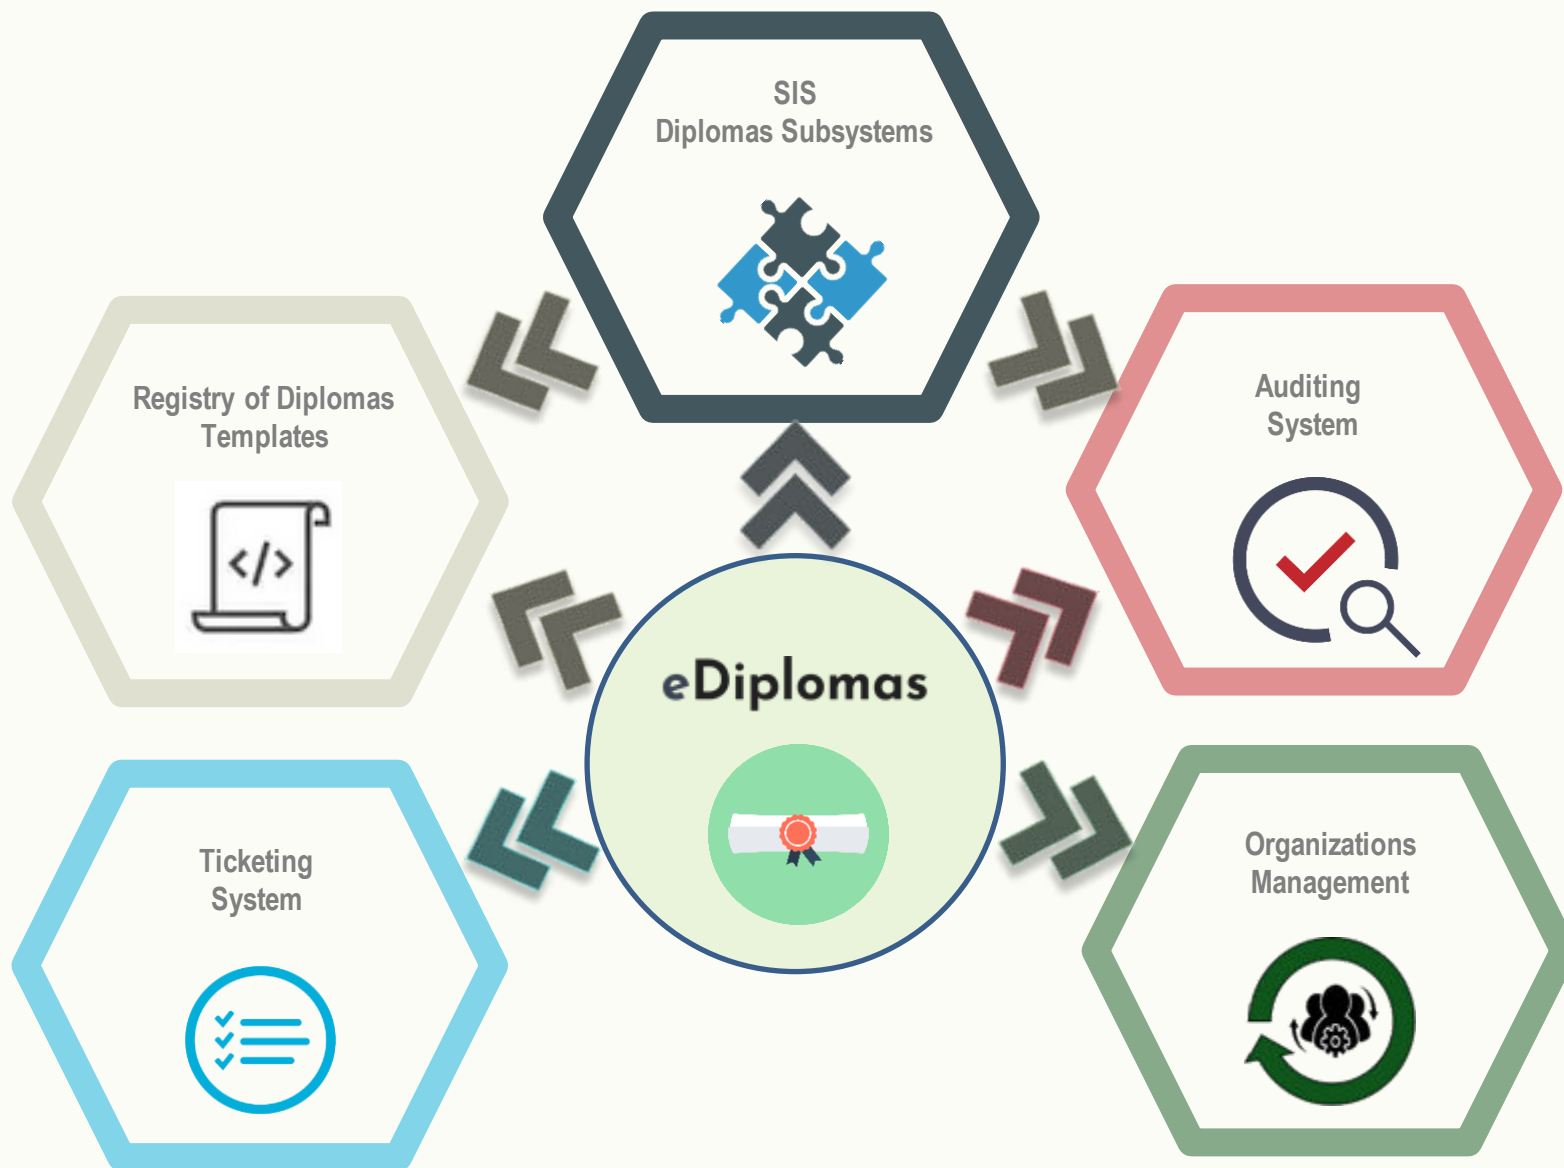 SIS
Diplomas Subsystems
Registry of Diplomas
Templates
</>
Auditing
System
eDiplomas
Ticketing
System
Organizations
Management